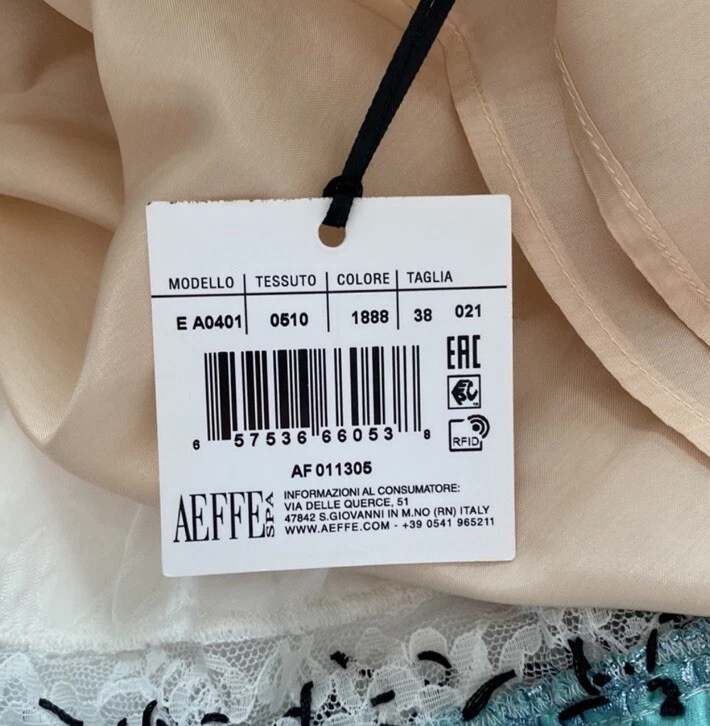 MODELLO TESSUTO COLORE TAGLIA
E A0401 0510 1888 38 021
EAC
RFID
6 57536 66053 8
AF 011305
AEFFE SPA
INFORMAZIONI AL CONSUMATORE:
VIA DELLE QUERCE, 51
47842 S.GIOVANNI IN M.NO (RN) ITALY
WWW.AEFFE.COM - +39 0541 965211